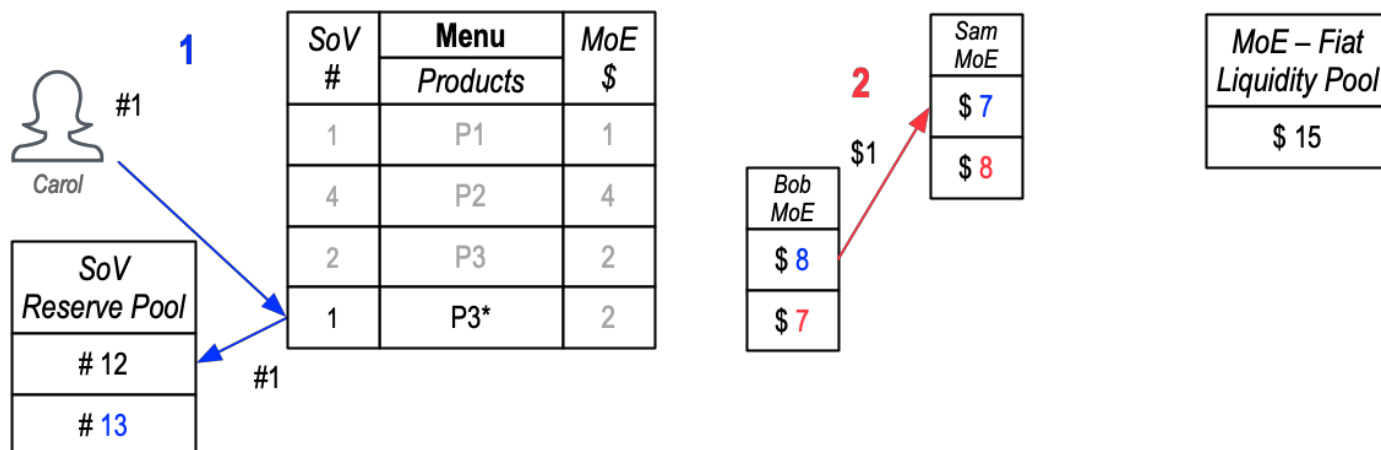 1
#1
Carol
SoV
Reserve Pool
# 12
# 13
#1
SoV
#
Menu
Products
MoE
$
1 P1 1
4 P2 4
2 P3 2
1 P3* 2
2
$1
Bob
MoE
$ 8
$ 7
Sam
MoE
$ 7
$ 8
MoE – Fiat
Liquidity Pool
$ 15